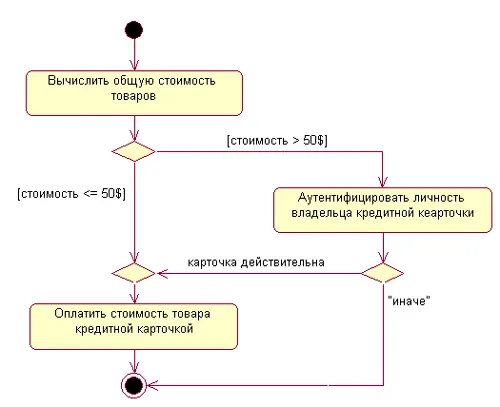 Вычислить общую стоимость
товаров
[стоимость > 50$]
[стоимость <= 50$]
Аутентифицировать личность
владельца кредитной кеарточки
карточка действительна
"иначе"
Оплатить стоимость товара
кредитной карточкой